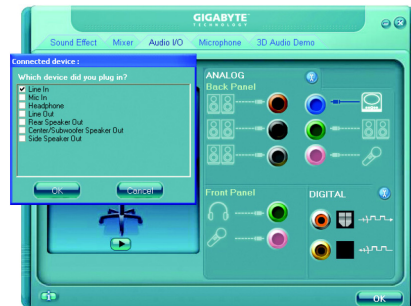 GIGABYTE
TECHNOLOGY
Sound Effect Mixer Audio I/O Microphone 3D Audio Demo
Connected device :
Which device did you plug in?
Line In
Mic In
Headphone
Line Out
Rear Speaker Out
Center/Subwoofer Speaker Out
Side Speaker Out
OK Cancel
ANALOG
Back Panel
Front Panel
DIGITAL
OK